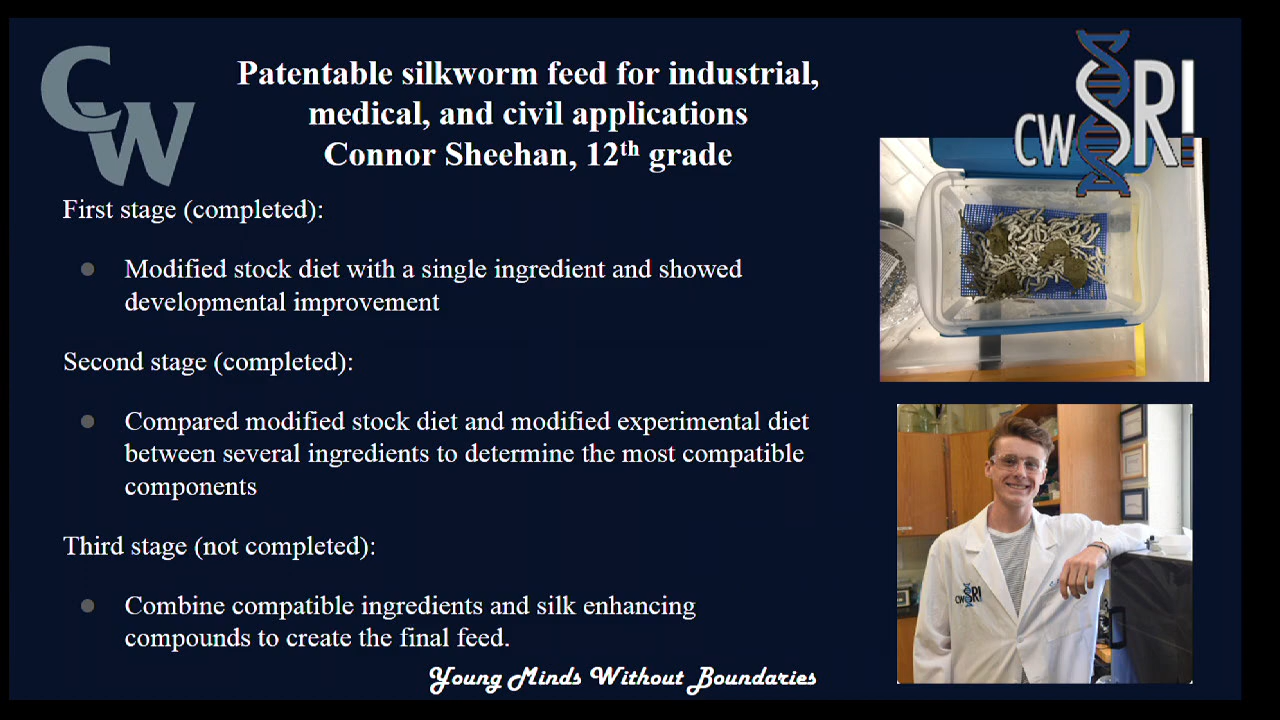 CW
Patentable silkworm feed for industrial,
medical, and civil applications
Connor Sheehan, 12th grade
CWSRI
First stage (completed):
Modified stock diet with a single ingredient and showed
developmental improvement
Second stage (completed):
Compared modified stock diet and modified experimental diet
between several ingredients to determine the most compatible
components
Third stage (not completed):
Combine compatible ingredients and silk enhancing
compounds to create the final feed.
CWSRI
Young Minds Without Boundaries